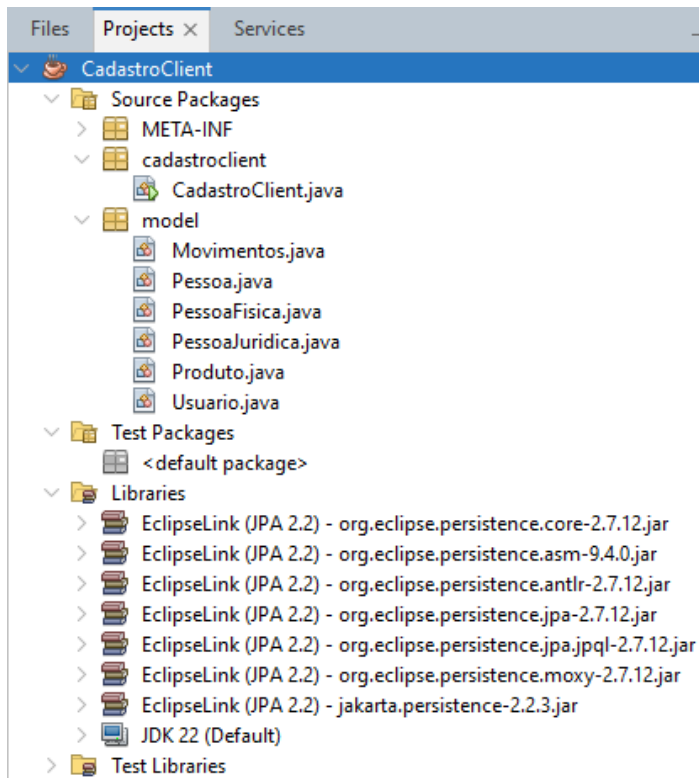 Files Projects × Services
CadastroClient
Source Packages
META-INF
cadastroclient
CadastroClient.java
model
Movimentos.java
Pessoa.java
PessoaFisica.java
PessoaJuridica.java
Produto.java
Usuario.java
Test Packages
<default package>
Libraries
EclipseLink (JPA 2.2) - org.eclipse.persistence.core-2.7.12.jar
EclipseLink (JPA 2.2) - org.eclipse.persistence.asm-9.4.0.jar
EclipseLink (JPA 2.2) - org.eclipse.persistence.antlr-2.7.12.jar
EclipseLink (JPA 2.2) - org.eclipse.persistence.jpa-2.7.12.jar
EclipseLink (JPA 2.2) - org.eclipse.persistence.jpa.jpql-2.7.12.jar
EclipseLink (JPA 2.2) - org.eclipse.persistence.moxy-2.7.12.jar
EclipseLink (JPA 2.2) - jakarta.persistence-2.2.3.jar
JDK 22 (Default)
Test Libraries